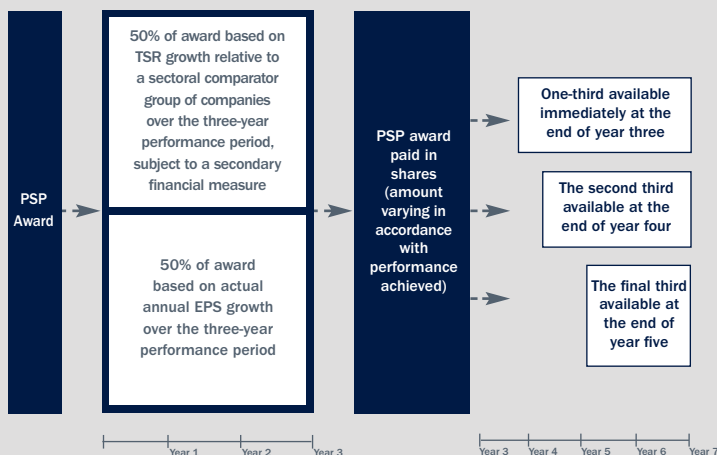 PSP
Award
50% of award based on
TSR growth relative to
a sectoral comparator
group of companies
over the three-year
performance period,
subject to a secondary
financial measure
50% of award
based on actual
annual EPS growth
over the three-year
performance period
PSP award
paid in
shares
(amount
varying in
accordance
with
performance
achieved)
One-third available
immediately at the
end of year three
The second third
available at the
end of year four
The final third
available at
the end of
year five
Year 1
Year 2
Year 3
Year 3
Year 4
Year 5
Year 6
Year 7